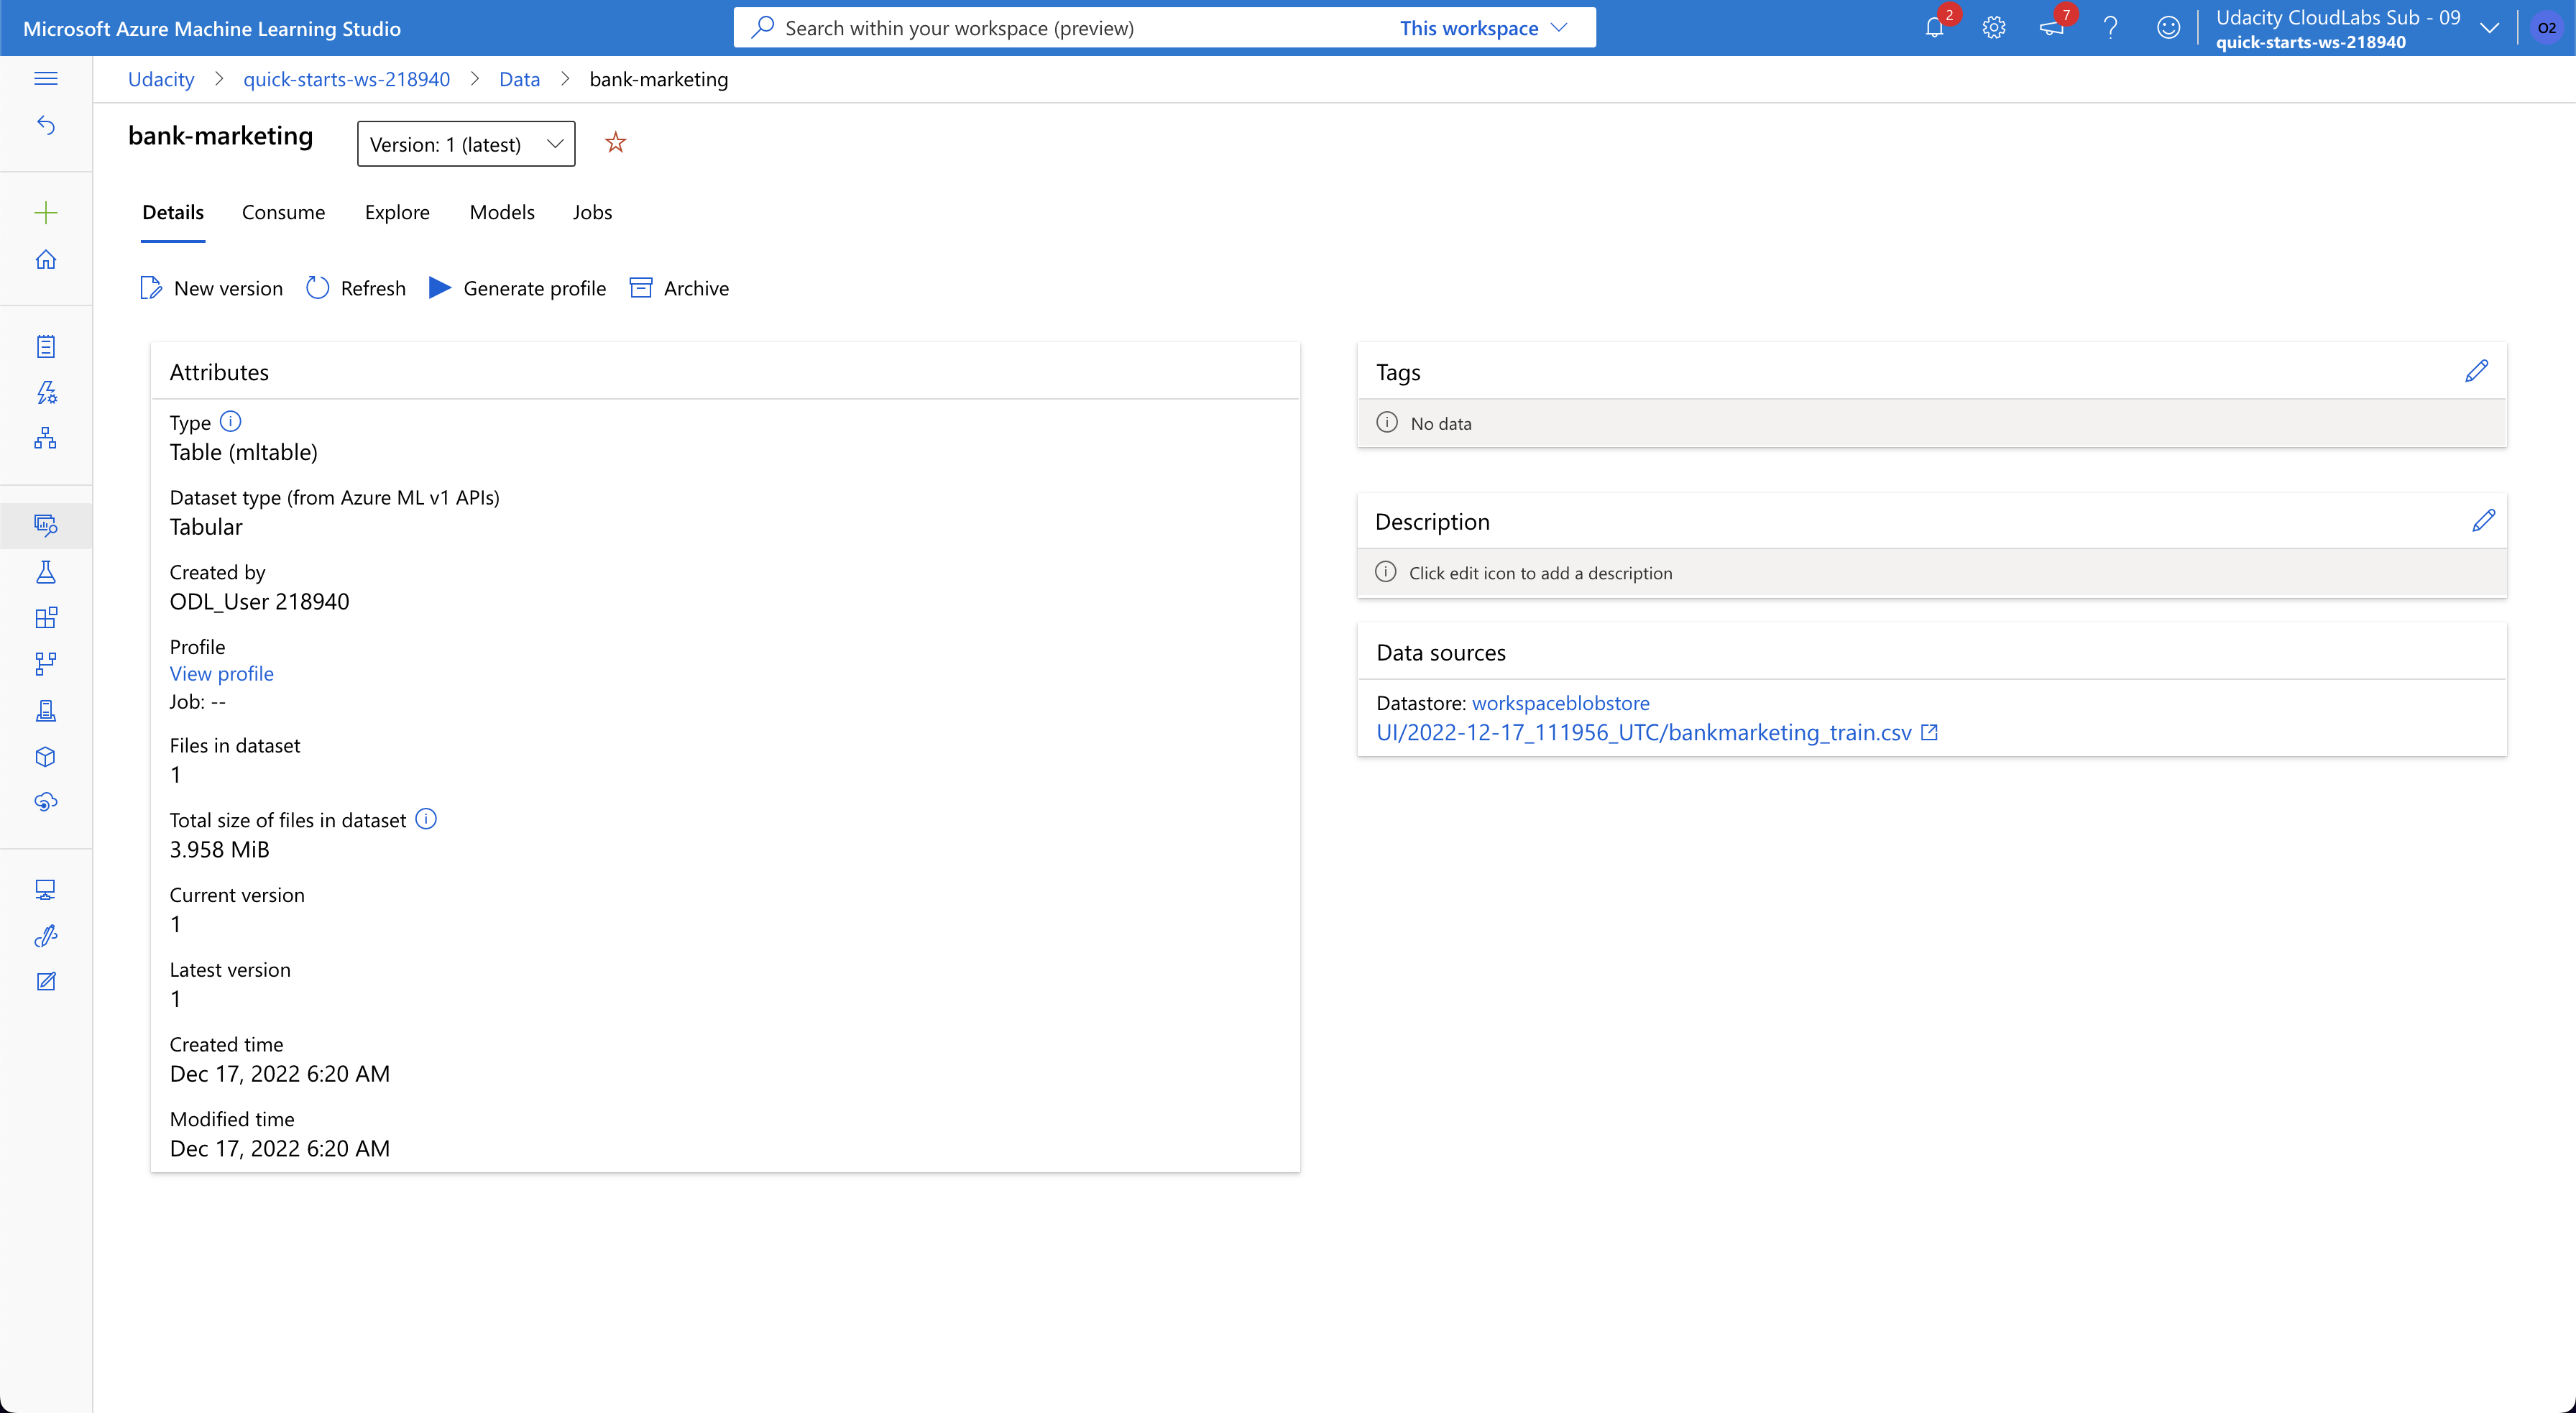 Microsoft Azure Machine Learning Studio
Search within your workspace (preview)
This workspace
2
7
Udacity CloudLabs Sub - 09
quick-starts-ws-218940
O2
Udacity > quick-starts-ws-218940 > Data > bank-marketing
bank-marketing
Version: 1 (latest)
Details Consume Explore Models Jobs
New version Refresh Generate profile Archive
Attributes
Type
Table (mltable)
Dataset type (from Azure ML v1 APIs)
Tabular
Created by
ODL_User 218940
Profile
View profile
Job: --
Files in dataset
1
Total size of files in dataset
3.958 MiB
Current version
1
Latest version
1
Created time
Dec 17, 2022 6:20 AM
Modified time
Dec 17, 2022 6:20 AM
Tags
No data
Description
Click edit icon to add a description
Data sources
Datastore: workspaceblobstore
UI/2022-12-17_111956_UTC/bankmarketing_train.csv